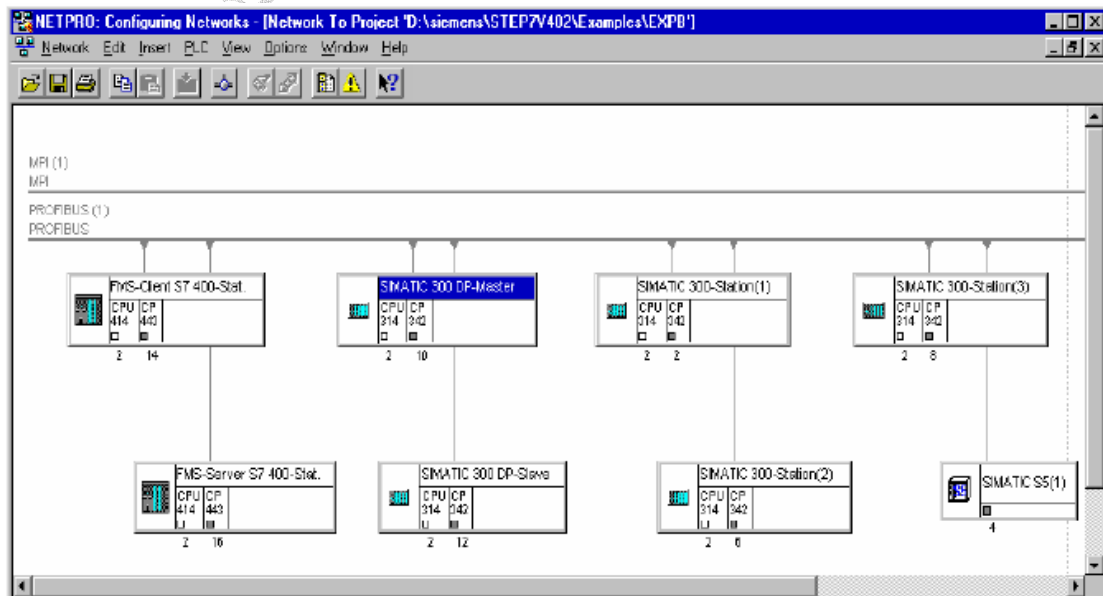 NETPRO: Configuring Networks - [Network To Project 'D:\siemens\STEP7V402\Examples\EXPB']
Network Edit Insert PLC View Options Window Help
MPI (1)
MPI
PROFIBUS (1)
PROFIBUS
FMS-Client S7 400-Stat.
CPU CP
414 443
2 14
SIMATIC 300 DP-Master
CPU CP
314 342
2 10
SIMATIC 300-Station(1)
CPU CP
314 342
2 2
SIMATIC 300-Station(3)
CPU CP
314 342
2 8
FMS-Server S7 400-Stat.
CPU CP
414 443
2 16
SIMATIC 300 DP-Slave
CPU CP
314 342
2 12
SIMATIC 300-Station(2)
CPU CP
314 342
2 6
SIMATIC S5(1)
4